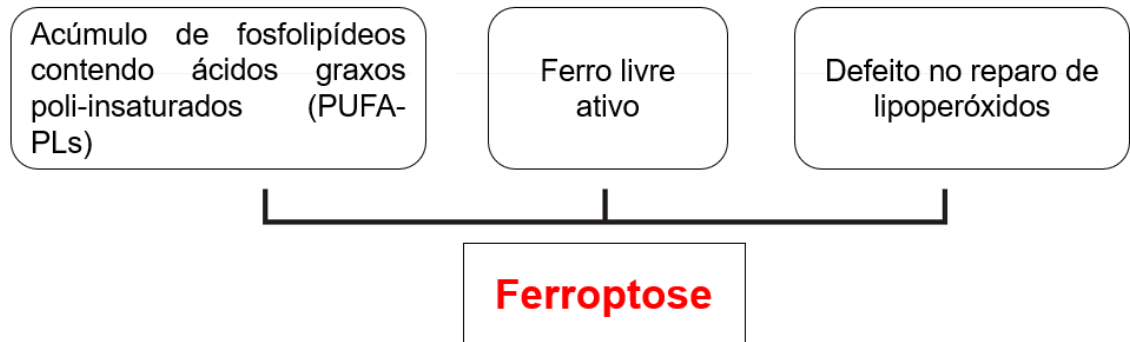 Acúmulo de fosfolipídeos
contendo ácidos graxos
poli-insaturados (PUFA-
PLs)
Ferro livre
ativo
Defeito no reparo de
lipoperóxidos
Ferroptose